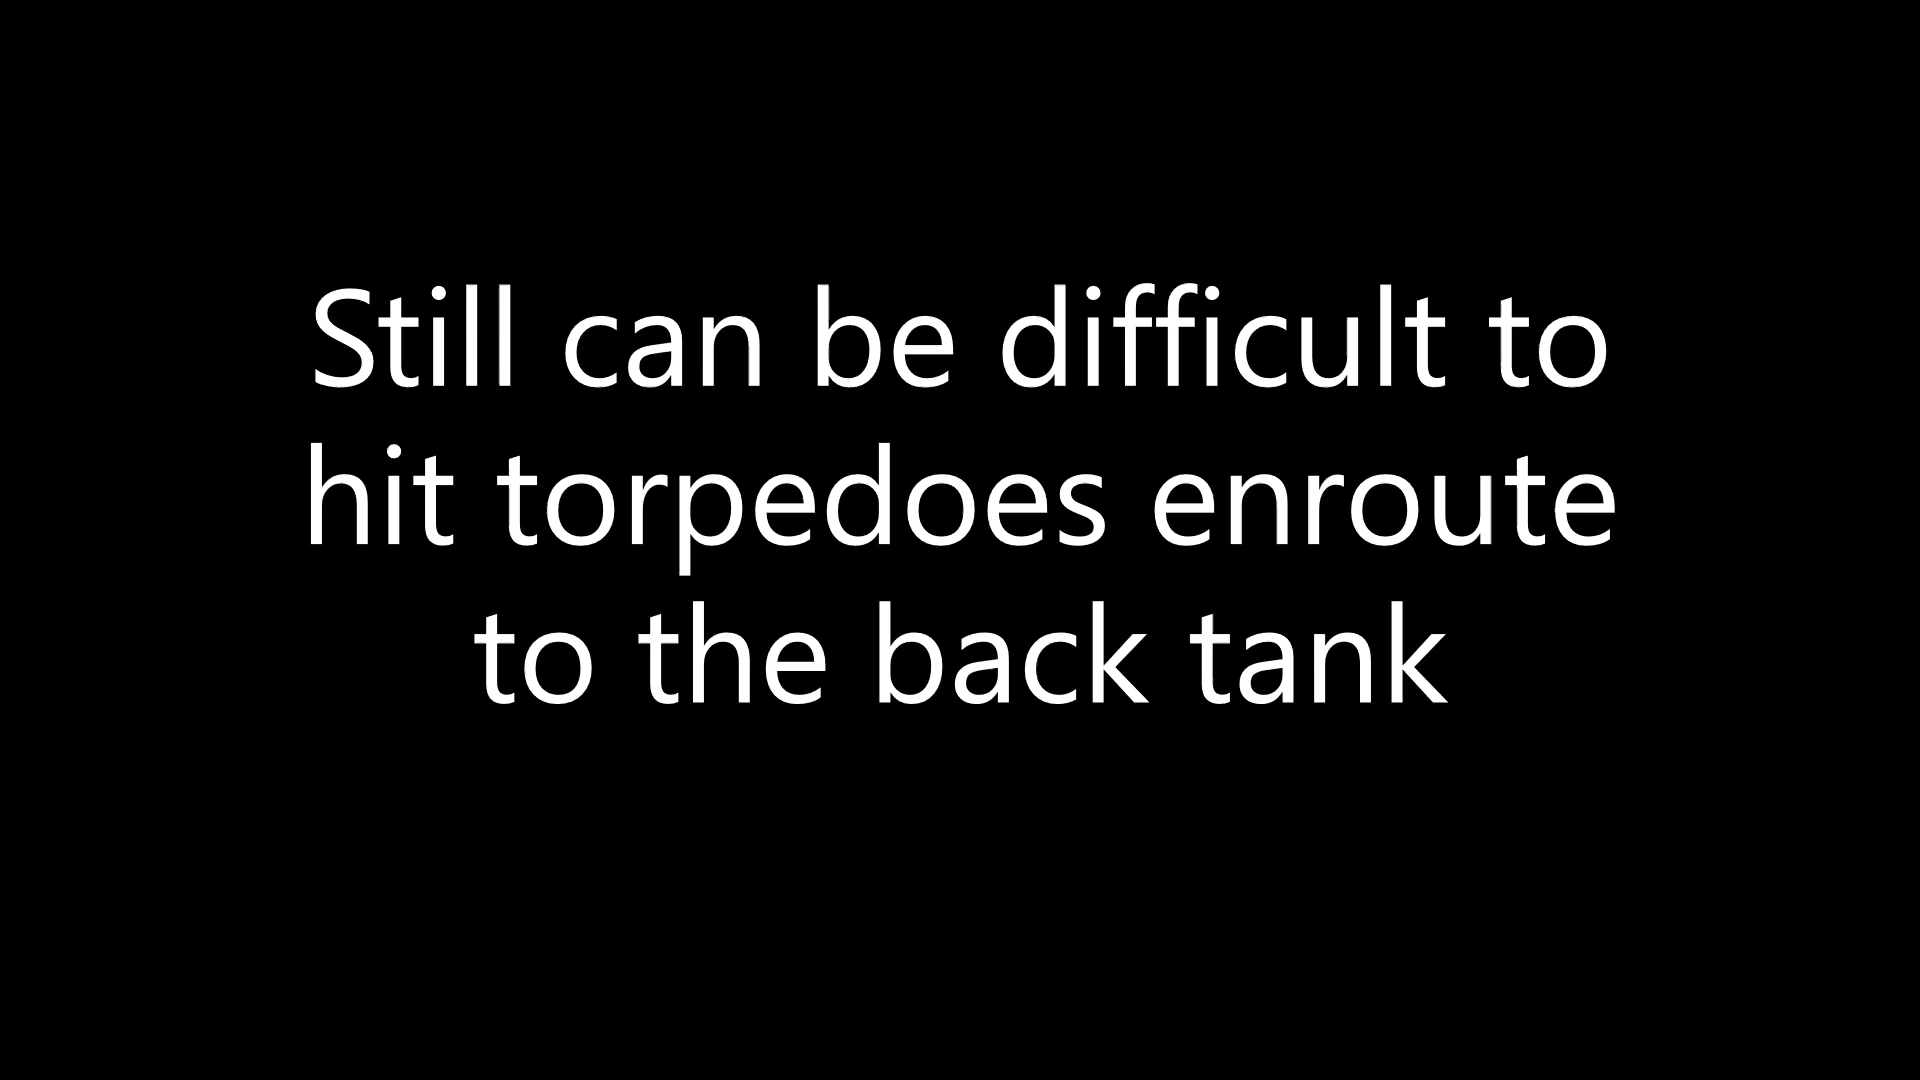 Still can be difficult to
hit torpedoes enroute
to the back tank